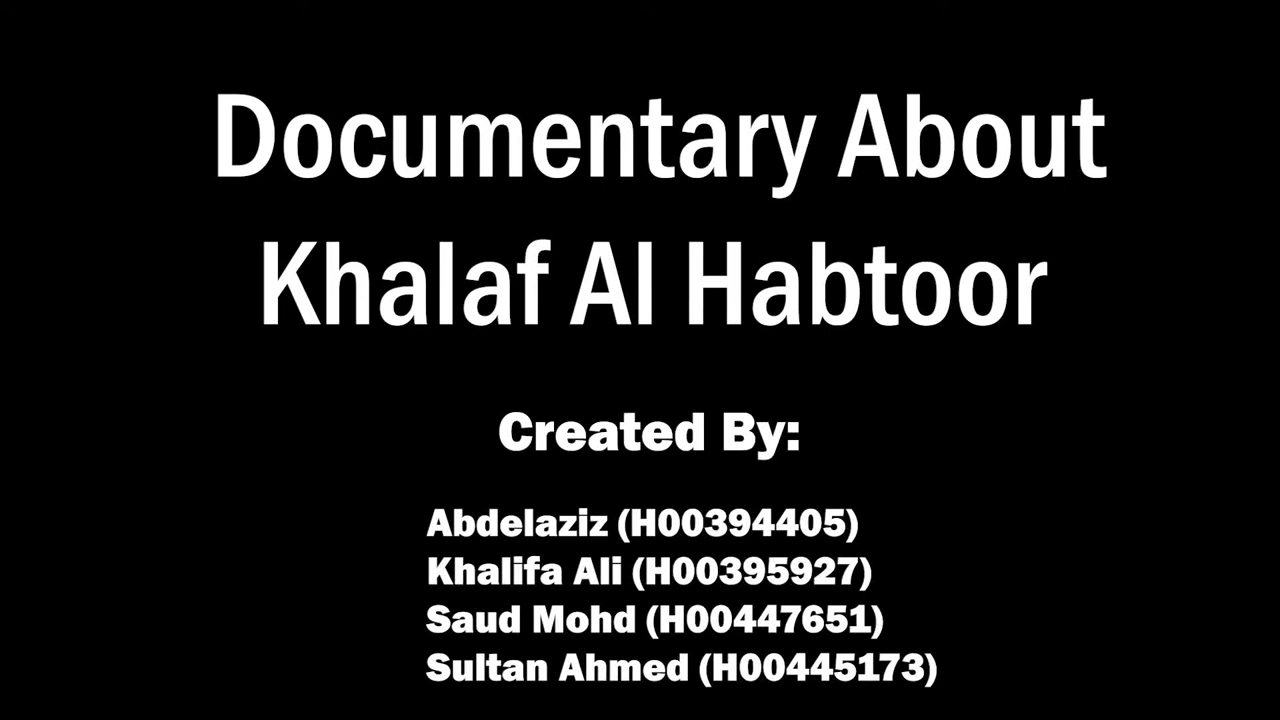 Documentary About
Khalaf Al Habtoor
Created By:
Abdelaziz (H00394405)
Khalifa Ali (H00395927)
Saud Mohd (H00447651)
Sultan Ahmed (H00445173)